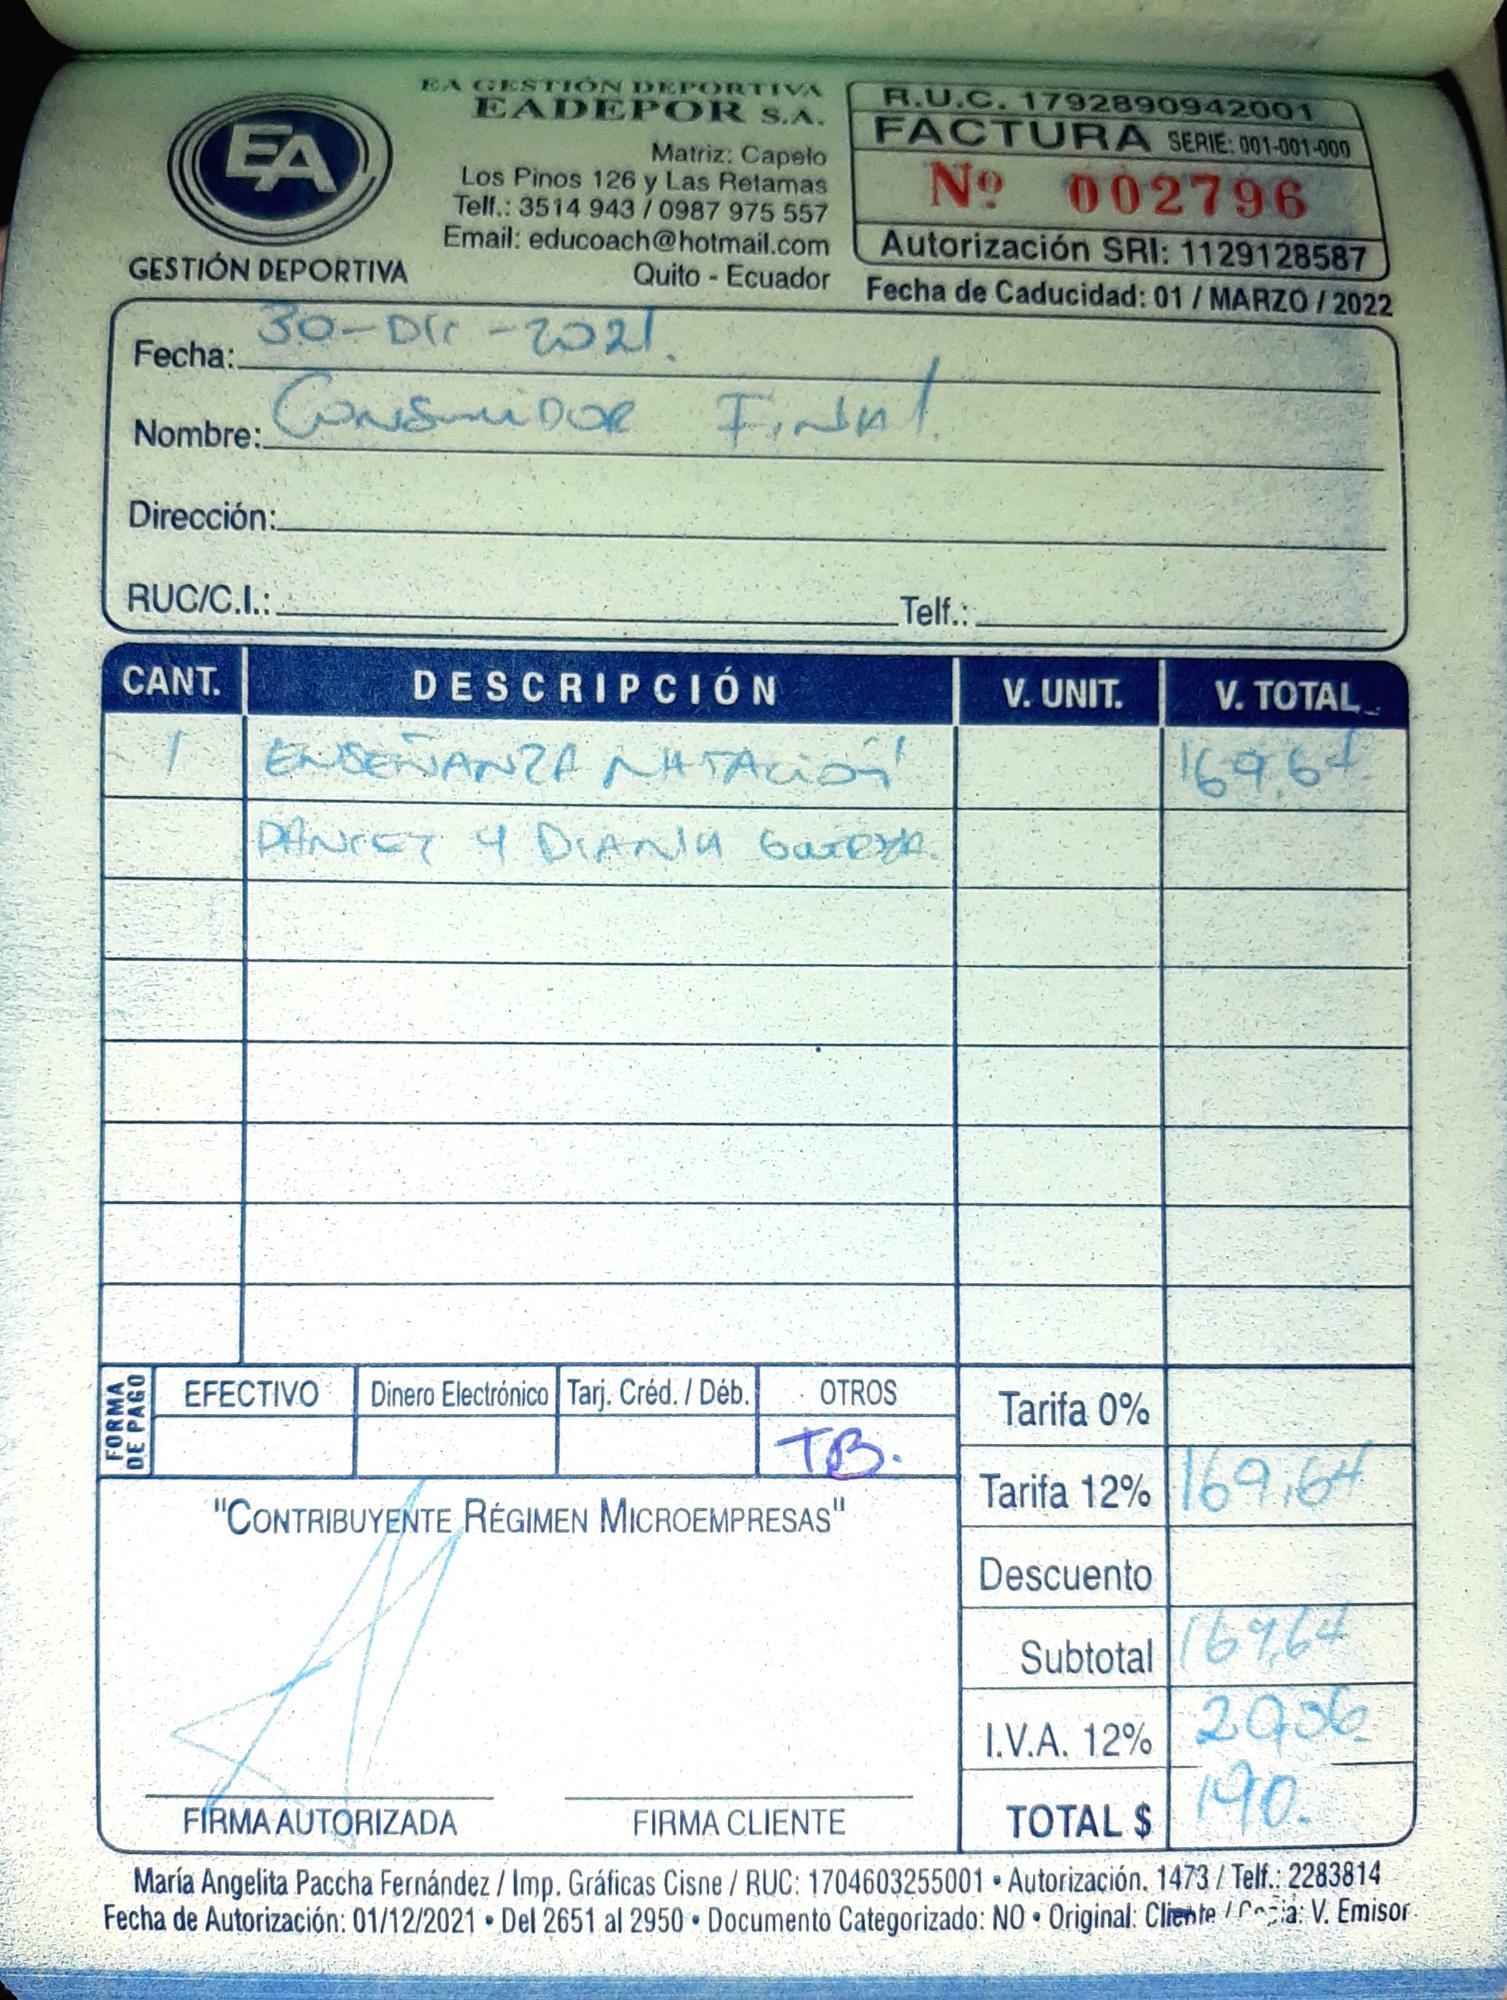 EA GESTIÓN DEPORTIVA
EADEPOR S.A.
EA
GESTIÓN DEPORTIVA
Matriz: Capelo
Los Pinos 126 y Las Retamas
Telf.: 3514 943 / 0987 975 557
Email: educoach@hotmail.com
Quito - Ecuador
R.U.C. 1792890942001
FACTURA SERIE: 001-001-000
Nº 002796
Autorización SRI: 1129128587
Fecha de Caducidad: 01 / MARZO / 2022
Fecha: 30-Dic-2021.
Nombre: Consumidor Final.
Dirección:
RUC/C.I.: Telf.:
CANT. DESCRIPCIÓN V. UNIT. V. TOTAL
1 ENSEÑANZA NATACIÓN 169,64
Y DIANA
FORMA DE PAGO
EFECTIVO Dinero Electrónico Tarj. Créd. / Déb. OTROS
TB.
Tarifa 0%
Tarifa 12% 169,64
Descuento
Subtotal 169,64
I.V.A. 12% 20,36
TOTAL $ 190.
"CONTRIBUYENTE RÉGIMEN MICROEMPRESAS"
FIRMA AUTORIZADA FIRMA CLIENTE
María Angelita Paccha Fernández / Imp. Gráficas Cisne / RUC: 1704603255001 • Autorización. 1473 / Telf.: 2283814
Fecha de Autorización: 01/12/2021 • Del 2651 al 2950 • Documento Categorizado: NO • Original: Cliente / Copia: V. Emisor